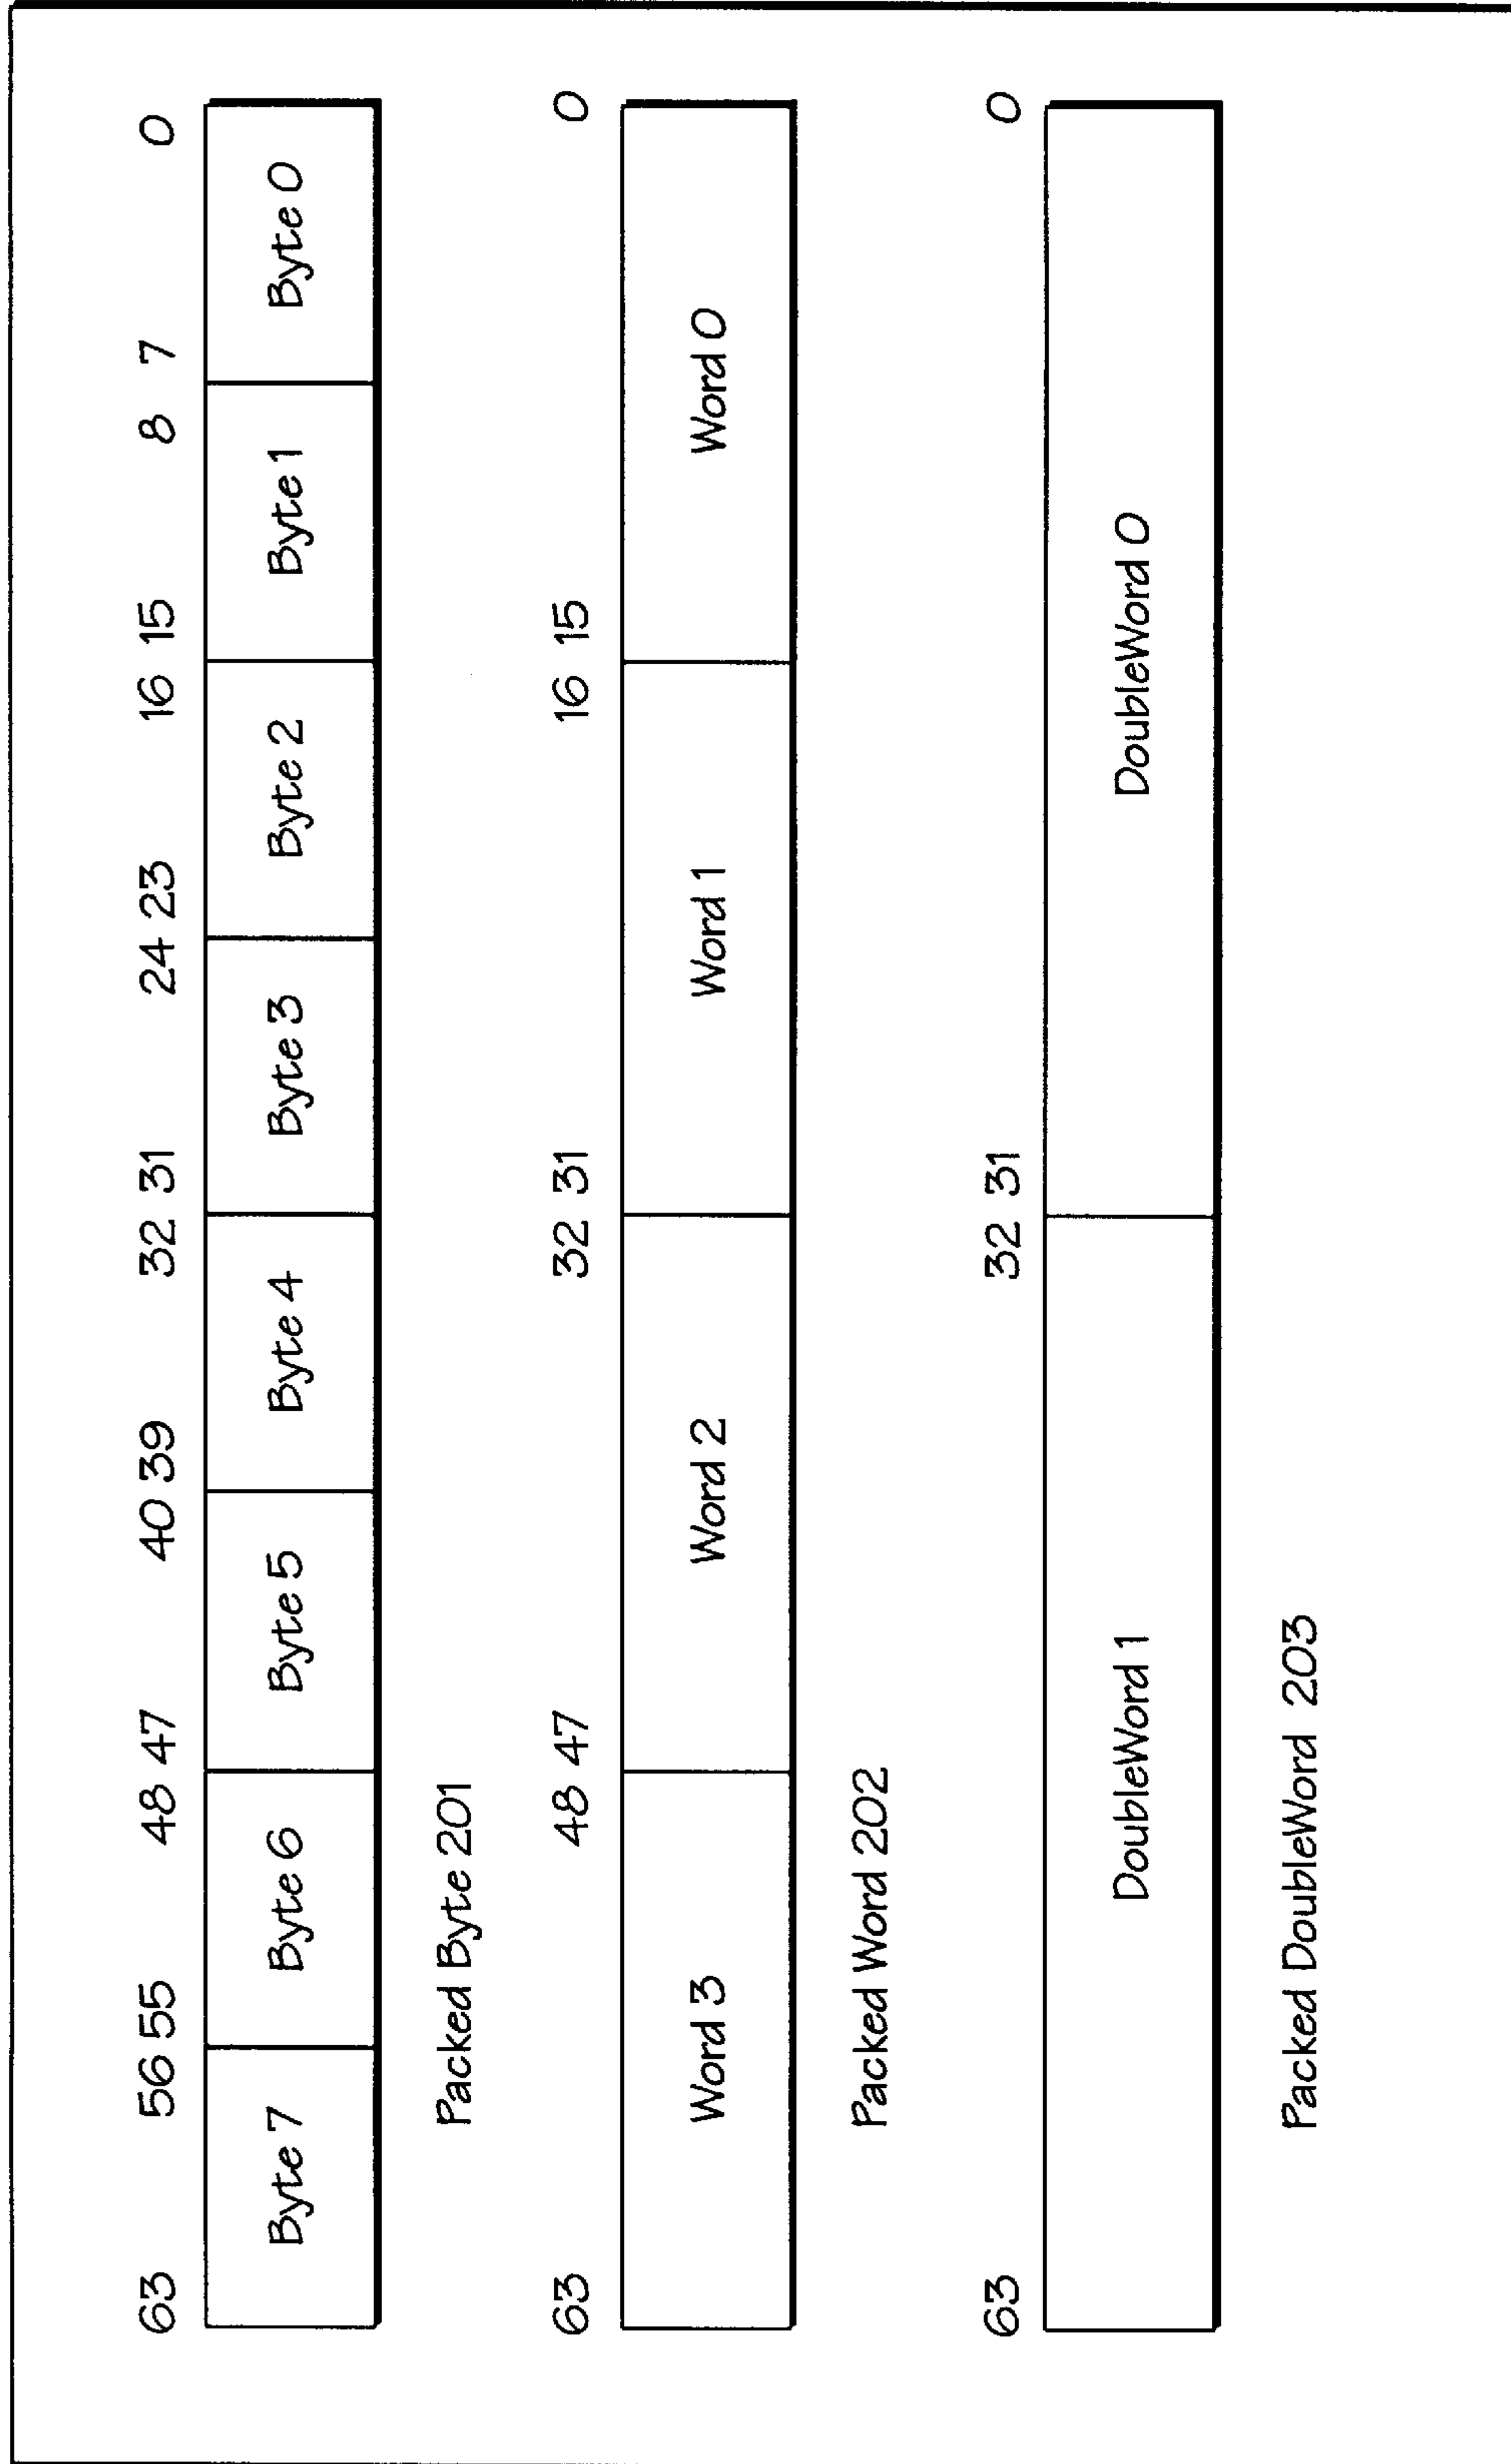 63 56 55 48 47 40 39 32 31 24 23 16 15 8 7 0
Byte 7 Byte 6 Byte 5 Byte 4 Byte 3 Byte 2 Byte 1 Byte 0
Packed Byte 201
63 48 47 32 31 16 15 0
Word 3 Word 2 Word 1 Word 0
Packed Word 202
63 32 31 0
DoubleWord 1 DoubleWord 0
Packed DoubleWord 203